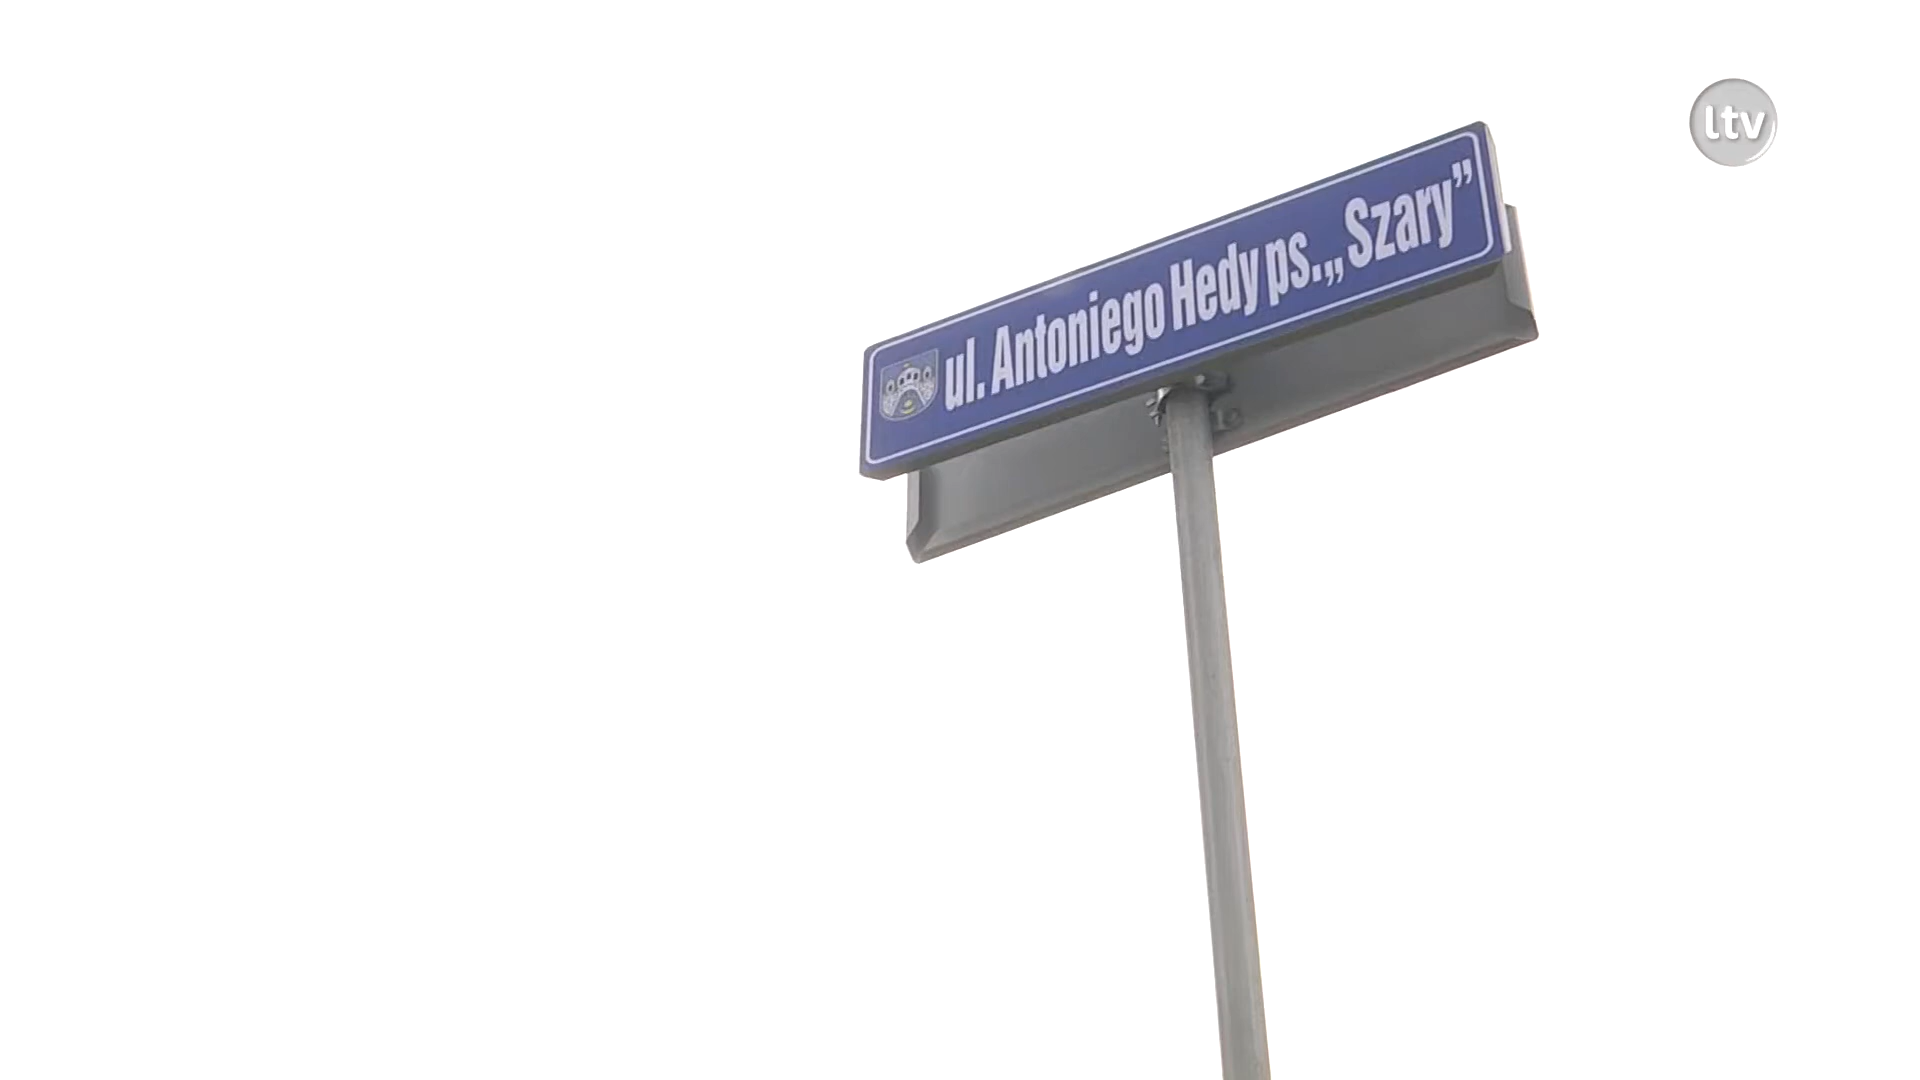 ltv
ul. Antoniego Hedy ps. „Szary”